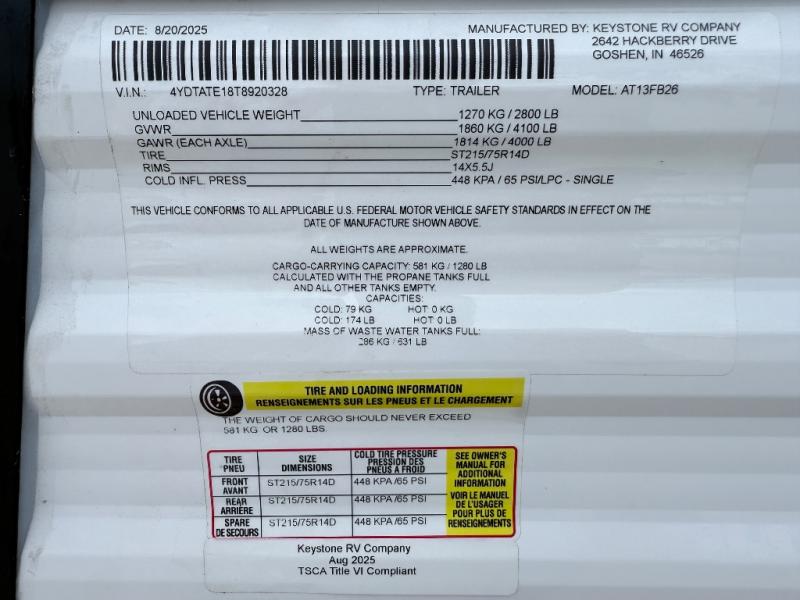 DATE: 8/20/2025
MANUFACTURED BY: KEYSTONE RV COMPANY
2642 HACKBERRY DRIVE
GOSHEN, IN 46526
V.I.N.: 4YDTATE18T8920328 TYPE: TRAILER MODEL: AT13FB26
UNLOADED VEHICLE WEIGHT 1270 KG / 2800 LB
GVWR 1860 KG / 4100 LB
GAWR (EACH AXLE) 1814 KG / 4000 LB
TIRE ST215/75R14D
RIMS 14X5.5J
COLD INFL. PRESS 448 KPA / 65 PSI/LPC - SINGLE
THIS VEHICLE CONFORMS TO ALL APPLICABLE U.S. FEDERAL MOTOR VEHICLE SAFETY STANDARDS IN EFFECT ON THE
DATE OF MANUFACTURE SHOWN ABOVE.
ALL WEIGHTS ARE APPROXIMATE.
CARGO-CARRYING CAPACITY: 581 KG / 1280 LB
CALCULATED WITH THE PROPANE TANKS FULL
AND ALL OTHER TANKS EMPTY.
CAPACITIES:
COLD: 79 KG HOT: 0 KG
COLD: 174 LB HOT: 0 LB
MASS OF WASTE WATER TANKS FULL:
286 KG / 631 LB
TIRE AND LOADING INFORMATION
RENSEIGNEMENTS SUR LES PNEUS ET LE CHARGEMENT
THE WEIGHT OF CARGO SHOULD NEVER EXCEED
581 KG OR 1280 LBS.
TIRE
PNEU
SIZE
DIMENSIONS
COLD TIRE PRESSURE
PRESSION DES
PNEUS A FROID
SEE OWNER'S
MANUAL FOR
ADDITIONAL
INFORMATION
VOIR LE MANUEL
DE L'USAGER
POUR PLUS DE
RENSEIGNEMENTS
FRONT
AVANT
ST215/75R14D
448 KPA /65 PSI
REAR
ARRIÈRE
ST215/75R14D
448 KPA /65 PSI
SPARE
DE SECOURS
ST215/75R14D
448 KPA /65 PSI
Keystone RV Company
Aug 2025
TSCA Title VI Compliant